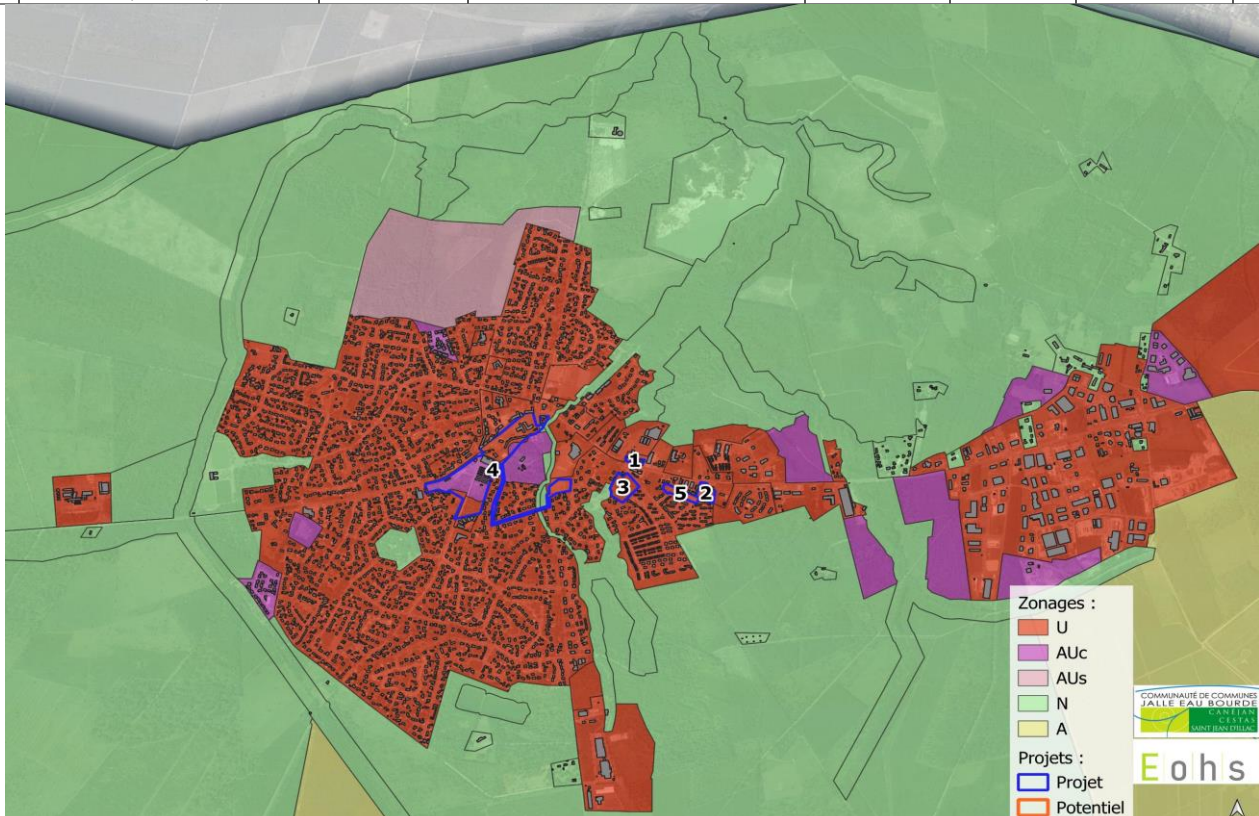 1
4
3
5
2
Zonages :
U
AUc
AUs
N
A
Projets :
Projet
Potentiel
COMMUNAUTÉ DE COMMUNES
JALLE EAU BOURDE
CANÉJAN
CESTAS
SAINT JEAN D'ILLAC
Eohs